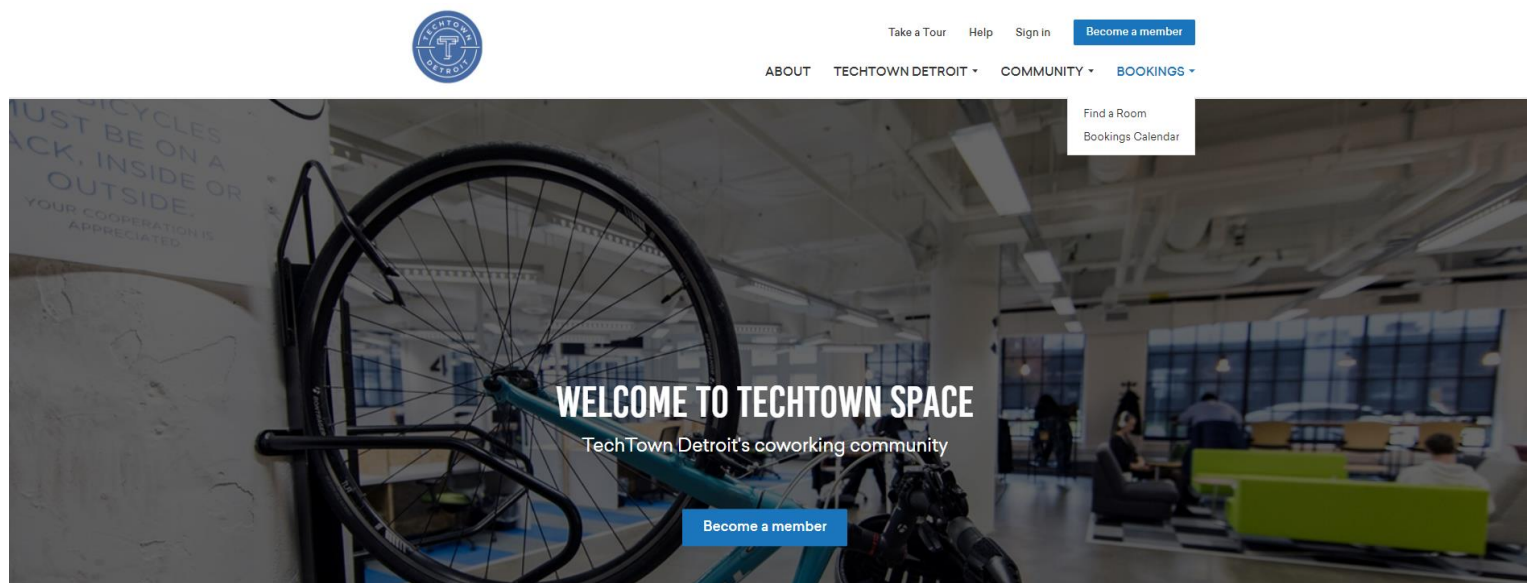 TECHTOWN
T
DETROIT
Take a Tour Help Sign in Become a member
ABOUT TECHTOWN DETROIT COMMUNITY BOOKINGS
Find a Room
Bookings Calendar
BICYCLES
MUST BE ON A
RACK, INSIDE OR
OUTSIDE.
YOUR COOPERATION IS
APPRECIATED
WELCOME TO TECHTOWN SPACE
TechTown Detroit's coworking community
Become a member